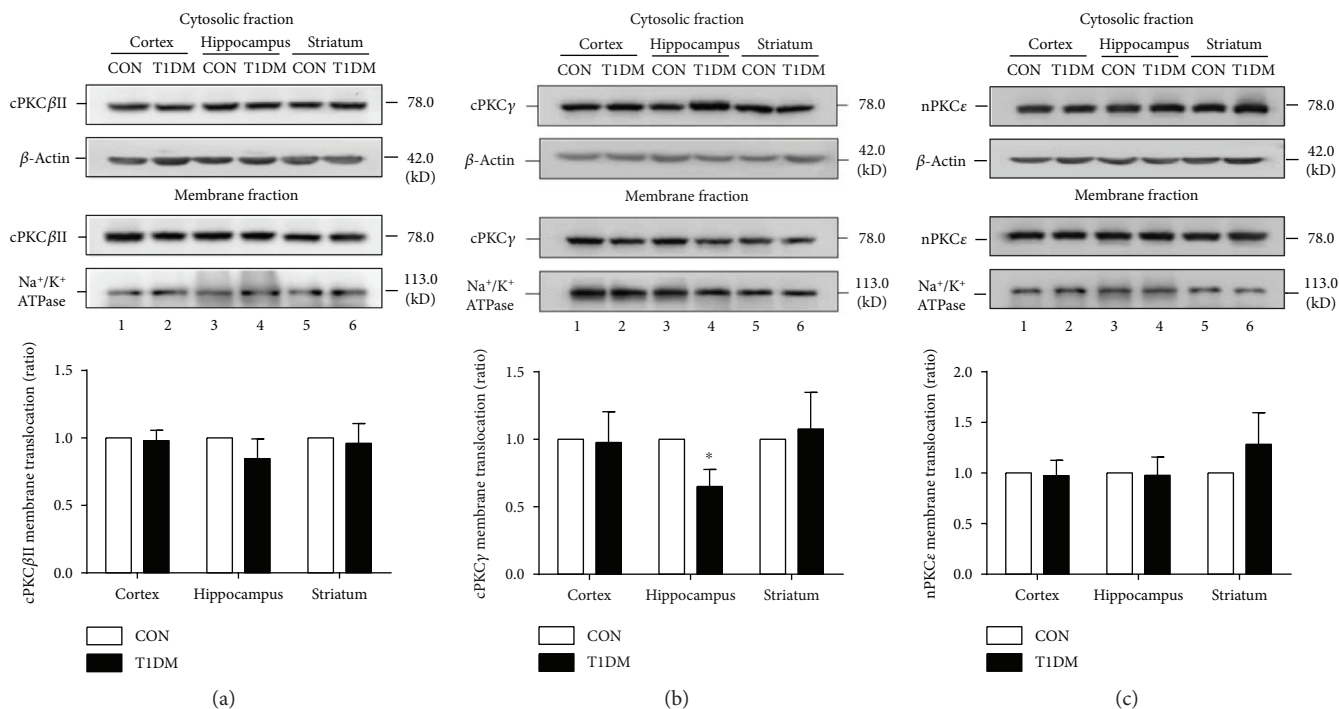 Cytosolic fraction
Cortex Hippocampus Striatum
CON T1DM CON T1DM CON T1DM
cPKCβII 78.0
β-Actin 42.0
(kD)
Membrane fraction
cPKCβII 78.0
Na⁺/K⁺ 113.0
ATPase (kD)
1 2 3 4 5 6
cPKCβII membrane translocation (ratio)
1.5
1.0
0.5
0.0
Cortex Hippocampus Striatum
CON
T1DM
(a)
Cytosolic fraction
Cortex Hippocampus Striatum
CON T1DM CON T1DM CON T1DM
cPKCγ 78.0
β-Actin 42.0
(kD)
Membrane fraction
cPKCγ 78.0
Na⁺/K⁺ 113.0
ATPase (kD)
1 2 3 4 5 6
cPKCγ membrane translocation (ratio)
1.5
1.0
0.5
0.0
*
Cortex Hippocampus Striatum
CON
T1DM
(b)
Cytosolic fraction
Cortex Hippocampus Striatum
CON T1DM CON T1DM CON T1DM
nPKCε 78.0
β-Actin 42.0
(kD)
Membrane fraction
nPKCε 78.0
Na⁺/K⁺ 113.0
ATPase (kD)
1 2 3 4 5 6
nPKCε membrane translocation (ratio)
2.0
1.5
1.0
0.5
0.0
Cortex Hippocampus Striatum
CON
T1DM
(c)